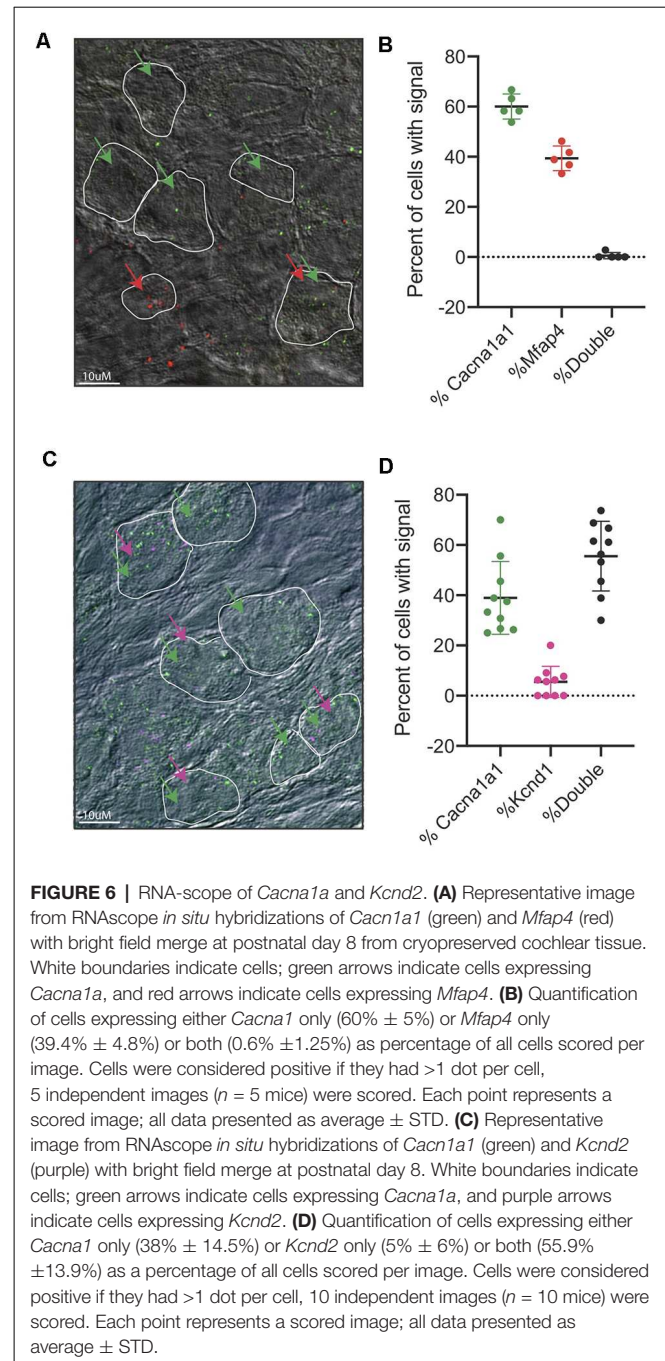 A
10uM
B
Percent of cells with signal
80
60
40
20
0
-20
% Cacna1a1
%Mfap4
%Double
C
10uM
D
Percent of cells with signal
80
60
40
20
0
-20
% Cacna1a1
%Kcnd1
%Double
FIGURE 6 | RNA-scope of Cacna1a and Kcnd2. (A) Representative image
from RNAscope in situ hybridizations of Cacn1a1 (green) and Mfap4 (red)
with bright field merge at postnatal day 8 from cryopreserved cochlear tissue.
White boundaries indicate cells; green arrows indicate cells expressing
Cacna1a, and red arrows indicate cells expressing Mfap4. (B) Quantification
of cells expressing either Cacna1 only (60% ± 5%) or Mfap4 only
(39.4% ± 4.8%) or both (0.6% ±1.25%) as percentage of all cells scored per
image. Cells were considered positive if they had >1 dot per cell,
5 independent images (n = 5 mice) were scored. Each point represents a
scored image; all data presented as average ± STD. (C) Representative
image from RNAscope in situ hybridizations of Cacn1a1 (green) and Kcnd2
(purple) with bright field merge at postnatal day 8. White boundaries indicate
cells; green arrows indicate cells expressing Cacna1a, and purple arrows
indicate cells expressing Kcnd2. (D) Quantification of cells expressing either
Cacna1 only (38% ± 14.5%) or Kcnd2 only (5% ± 6%) or both (55.9%
±13.9%) as a percentage of all cells scored per image. Cells were considered
positive if they had >1 dot per cell, 10 independent images (n = 10 mice) were
scored. Each point represents a scored image; all data presented as
average ± STD.